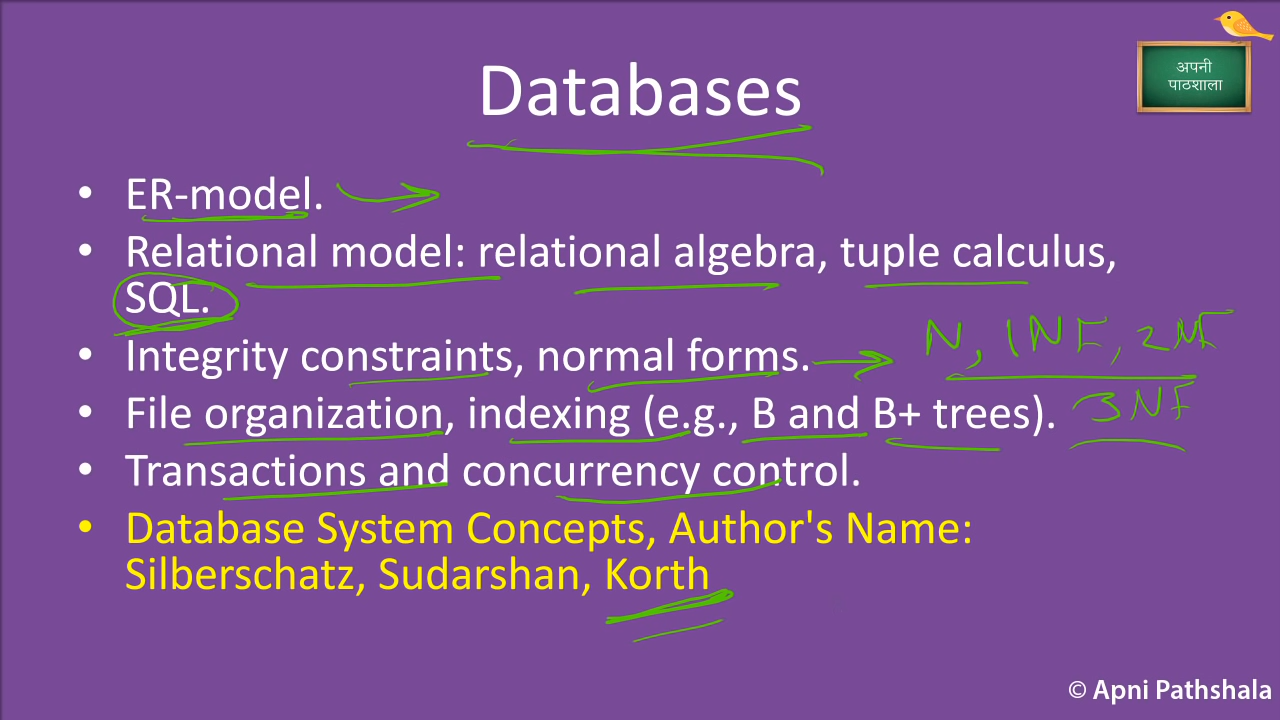 अपनी
पाठशाला
Databases
• ER-model.
• Relational model: relational algebra, tuple calculus,
SQL.
• Integrity constraints, normal forms.
N, 1NF, 2NF
• File organization, indexing (e.g., B and B+ trees).
3NF
• Transactions and concurrency control.
• Database System Concepts, Author's Name:
Silberschatz, Sudarshan, Korth
© Apni Pathshala